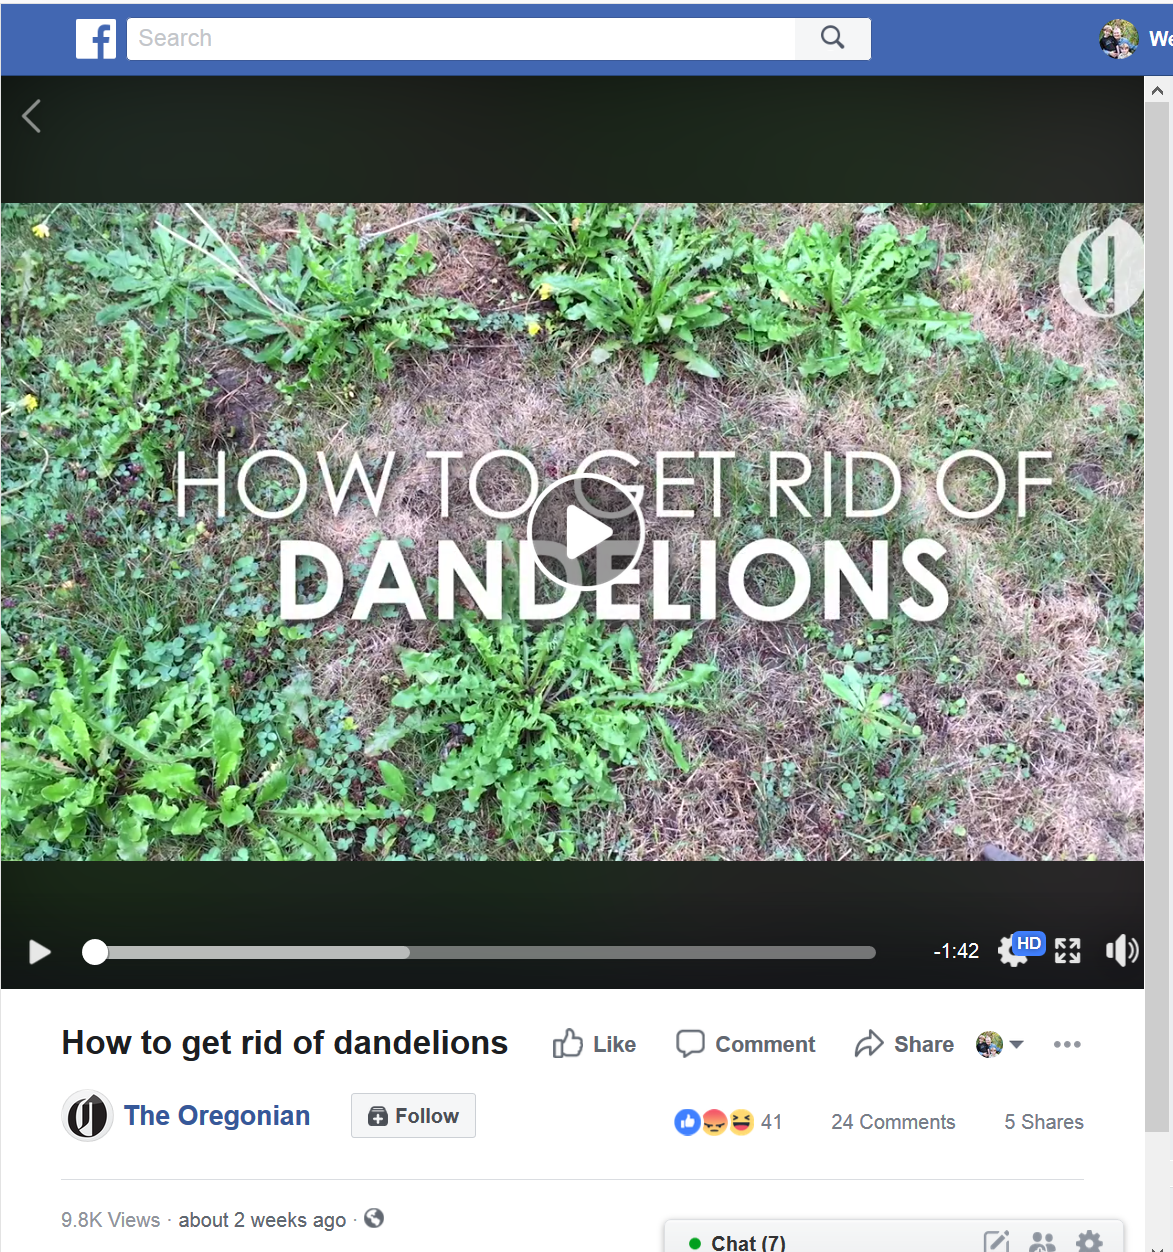 Search
HOW TO GET RID OF
DANDELIONS
-1:42
HD
How to get rid of dandelions
Like
Comment
Share
The Oregonian
Follow
41
24 Comments
5 Shares
9.8K Views · about 2 weeks ago ·
Chat (7)